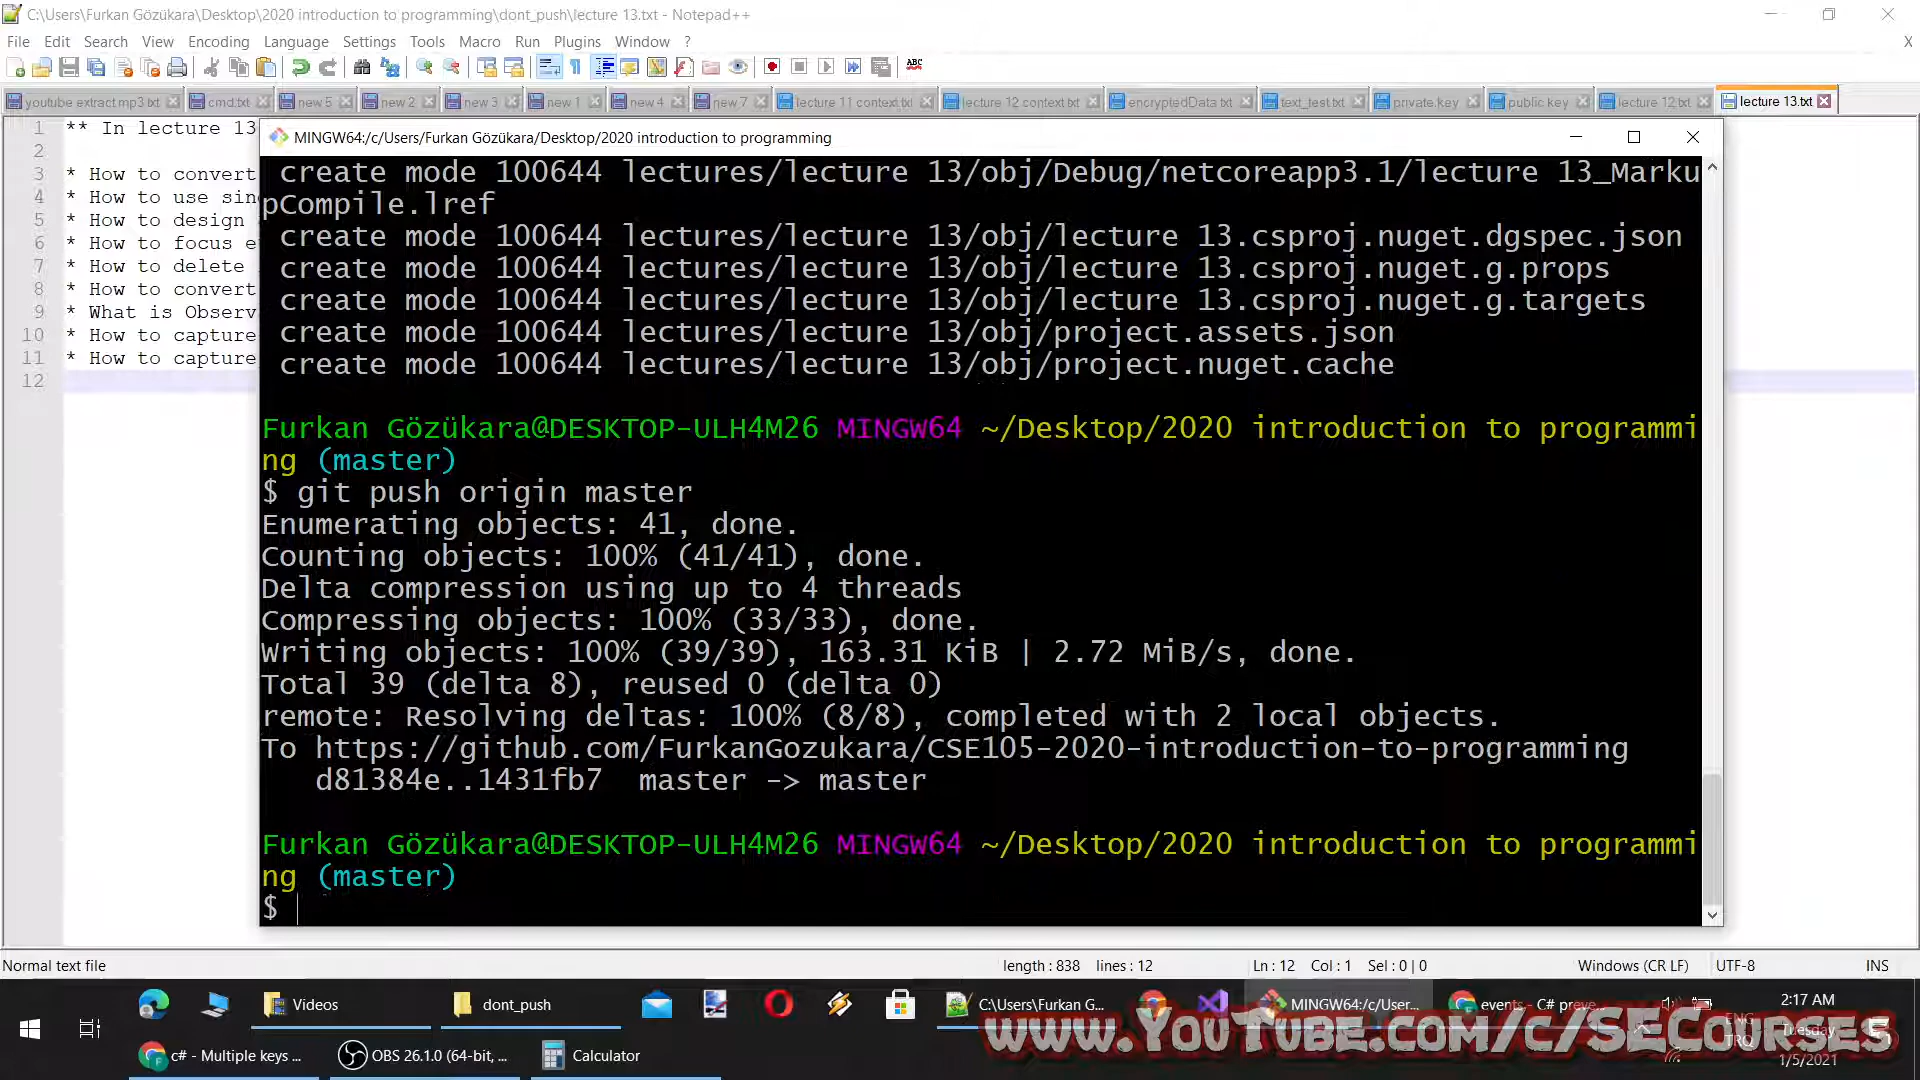 C:\Users\Furkan Gözükara\Desktop\2020 introduction to programming\dont_push\lecture 13.txt - Notepad++
File Edit Search View Encoding Language Settings Tools Macro Run Plugins Window ? X
youtube extract mp3.txt cmd.txt new 5 new 2 new 3 new 1 new 4 new 7 lecture 11 context.txt lecture 12 context.txt encryptedData.txt text_test.txt private.key public.key lecture 12.txt lecture 13.txt
1 ** In lecture 13
2
3 * How to convert
4 * How to use sin
5 * How to design
6 * How to focus e
7 * How to delete
8 * How to convert
9 * What is Observ
10 * How to capture
11 * How to capture
12
MINGW64:/c/Users/Furkan Gözükara/Desktop/2020 introduction to programming
create mode 100644 lectures/lecture 13/obj/Debug/netcoreapp3.1/lecture 13_Marku
pCompile.lref
create mode 100644 lectures/lecture 13/obj/lecture 13.csproj.nuget.dgspec.json
create mode 100644 lectures/lecture 13/obj/lecture 13.csproj.nuget.g.props
create mode 100644 lectures/lecture 13/obj/lecture 13.csproj.nuget.g.targets
create mode 100644 lectures/lecture 13/obj/project.assets.json
create mode 100644 lectures/lecture 13/obj/project.nuget.cache
Furkan Gözükara@DESKTOP-ULH4M26 MINGW64 ~/Desktop/2020 introduction to programmi
ng (master)
$ git push origin master
Enumerating objects: 41, done.
Counting objects: 100% (41/41), done.
Delta compression using up to 4 threads
Compressing objects: 100% (33/33), done.
Writing objects: 100% (39/39), 163.31 KiB | 2.72 MiB/s, done.
Total 39 (delta 8), reused 0 (delta 0)
remote: Resolving deltas: 100% (8/8), completed with 2 local objects.
To https://github.com/FurkanGozukara/CSE105-2020-introduction-to-programming
d81384e..1431fb7 master -> master
Furkan Gözükara@DESKTOP-ULH4M26 MINGW64 ~/Desktop/2020 introduction to programmi
ng (master)
$
Normal text file length : 838 lines : 12 Ln : 12 Col : 1 Sel : 0 | 0 Windows (CR LF) UTF-8 INS
Videos dont_push C:\Users\Furkan G... MINGW64:/c/User... events - C# preve... 2:17 AM
www.YouTube.com/c/SECourses
ENG Tuesday
TRQ
c# - Multiple keys ... OBS 26.1.0 (64-bit, ... Calculator 1/5/2021